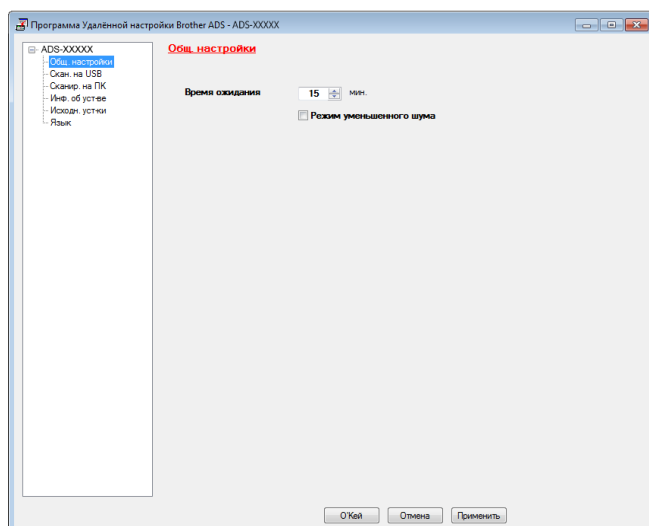 Программа Удалённой настройки Brother ADS - ADS-XXXXX
ADS-XXXXX
Общ. настройки
Скан. на USB
Сканир. на ПК
Инф. об уст-ве
Исходн. уст-ки
Язык
Общ. настройки
Время ожидания 15 мин.
Режим уменьшенного шума
О'Кей Отмена Применить